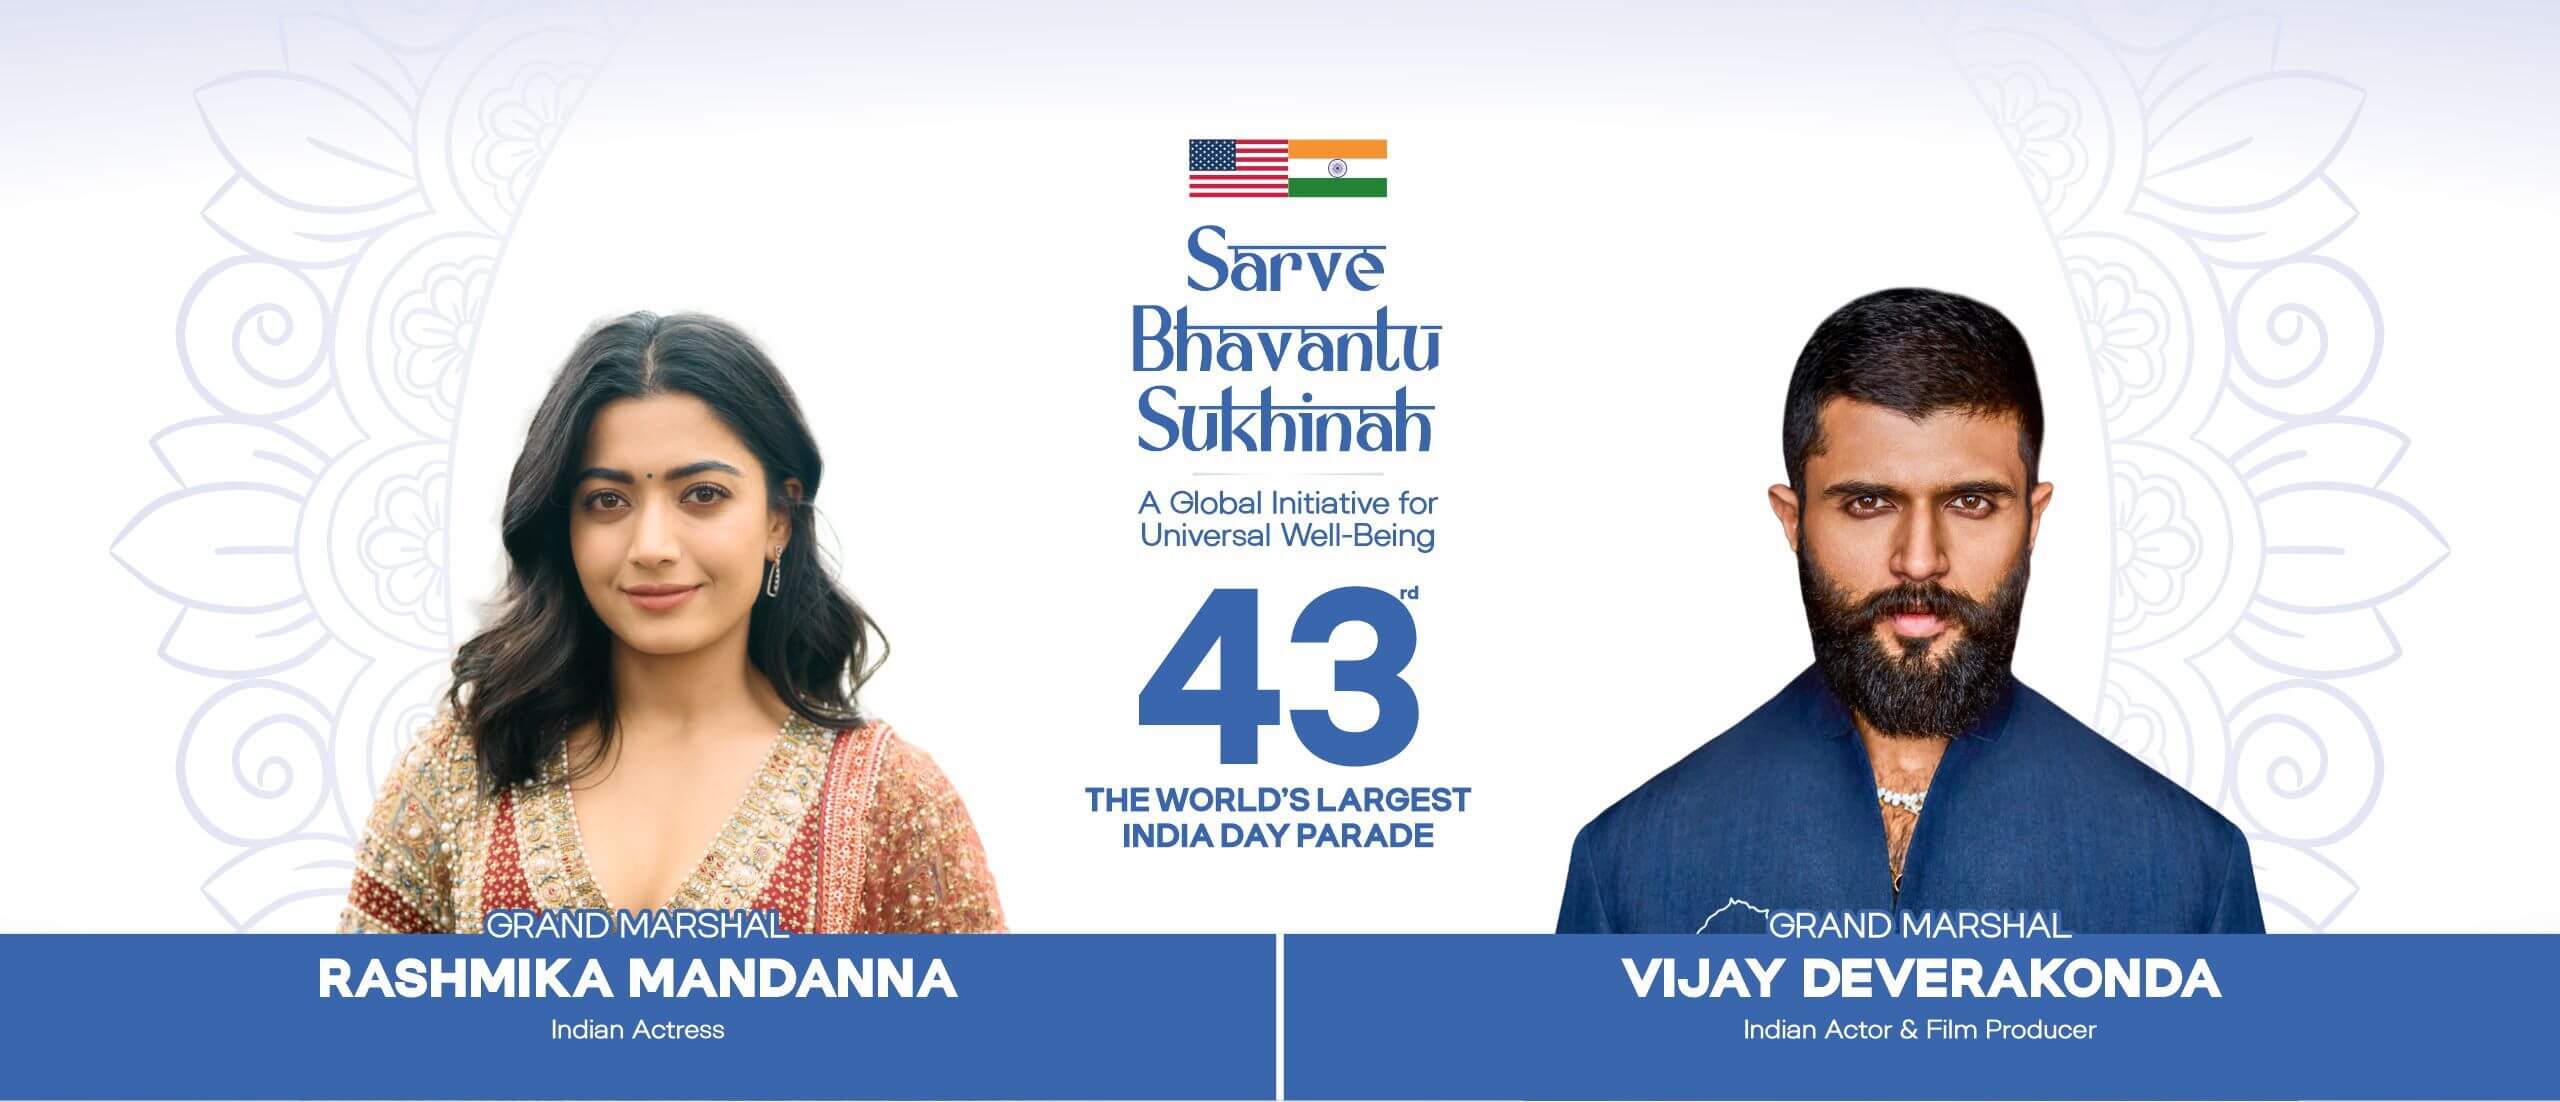 Sarve
Bhavantu
Sukhinah
A Global Initiative for
Universal Well-Being
43rd
THE WORLD'S LARGEST
INDIA DAY PARADE
GRAND MARSHAL
RASHMIKA MANDANNA
Indian Actress
GRAND MARSHAL
VIJAY DEVERAKONDA
Indian Actor & Film Producer